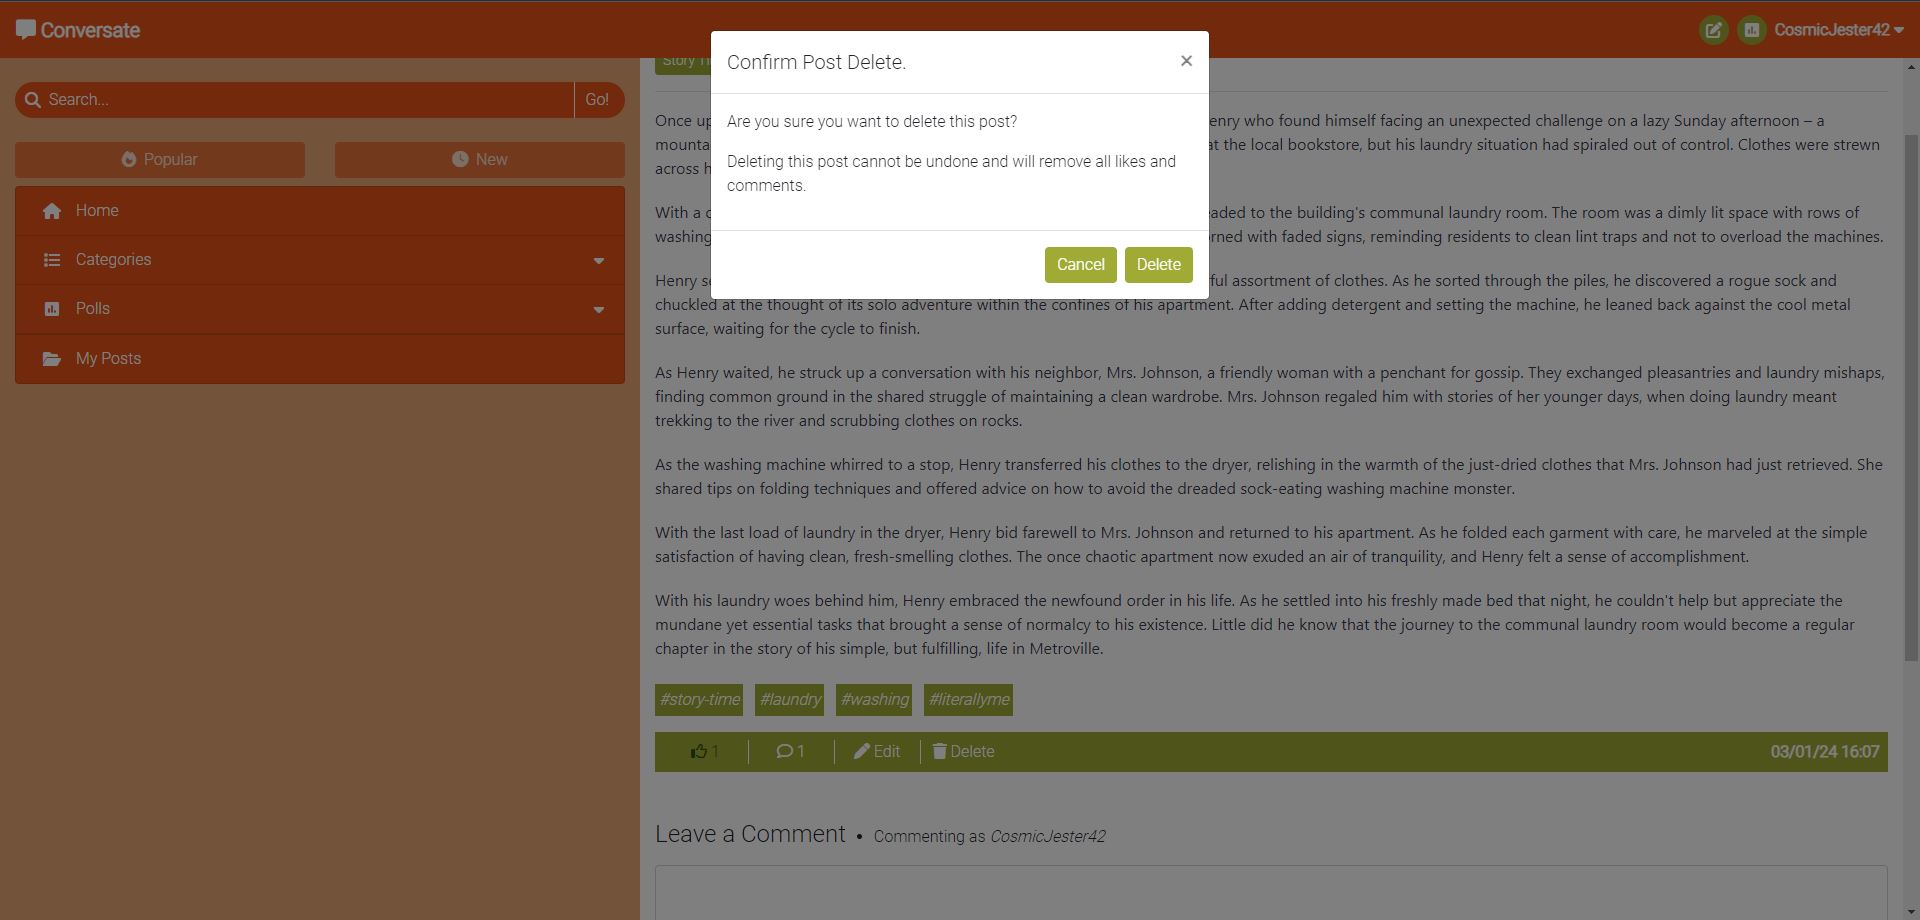 Conversate
CosmicJester42
Search...
Go!
Popular
New
Home
Categories
Polls
My Posts
Confirm Post Delete.
×
Are you sure you want to delete this post?
Deleting this post cannot be undone and will remove all likes and
comments.
Cancel
Delete
Story
Once
who found himself facing an unexpected challenge on a lazy Sunday afternoon – a
at the local bookstore, but his laundry situation had spiraled out of control. Clothes were strewn
across
With a
to the building's communal laundry room. The room was a dimly lit space with rows of
washing
with faded signs, reminding residents to clean lint traps and not to overload the machines.
Henry
assortment of clothes. As he sorted through the piles, he discovered a rogue sock and
chuckled at the thought of its solo adventure within the confines of his apartment. After adding detergent and setting the machine, he leaned back against the cool metal
surface, waiting for the cycle to finish.
As Henry waited, he struck up a conversation with his neighbor, Mrs. Johnson, a friendly woman with a penchant for gossip. They exchanged pleasantries and laundry mishaps,
finding common ground in the shared struggle of maintaining a clean wardrobe. Mrs. Johnson regaled him with stories of her younger days, when doing laundry meant
trekking to the river and scrubbing clothes on rocks.
As the washing machine whirred to a stop, Henry transferred his clothes to the dryer, relishing in the warmth of the just-dried clothes that Mrs. Johnson had just retrieved. She
shared tips on folding techniques and offered advice on how to avoid the dreaded sock-eating washing machine monster.
With the last load of laundry in the dryer, Henry bid farewell to Mrs. Johnson and returned to his apartment. As he folded each garment with care, he marveled at the simple
satisfaction of having clean, fresh-smelling clothes. The once chaotic apartment now exuded an air of tranquility, and Henry felt a sense of accomplishment.
With his laundry woes behind him, Henry embraced the newfound order in his life. As he settled into his freshly made bed that night, he couldn't help but appreciate the
mundane yet essential tasks that brought a sense of normalcy to his existence. Little did he know that the journey to the communal laundry room would become a regular
chapter in the story of his simple, but fulfilling, life in Metroville.
#story-time #laundry #washing #literallyme
1 1 Edit Delete 03/01/24 16:07
Leave a Comment • Commenting as CosmicJester42